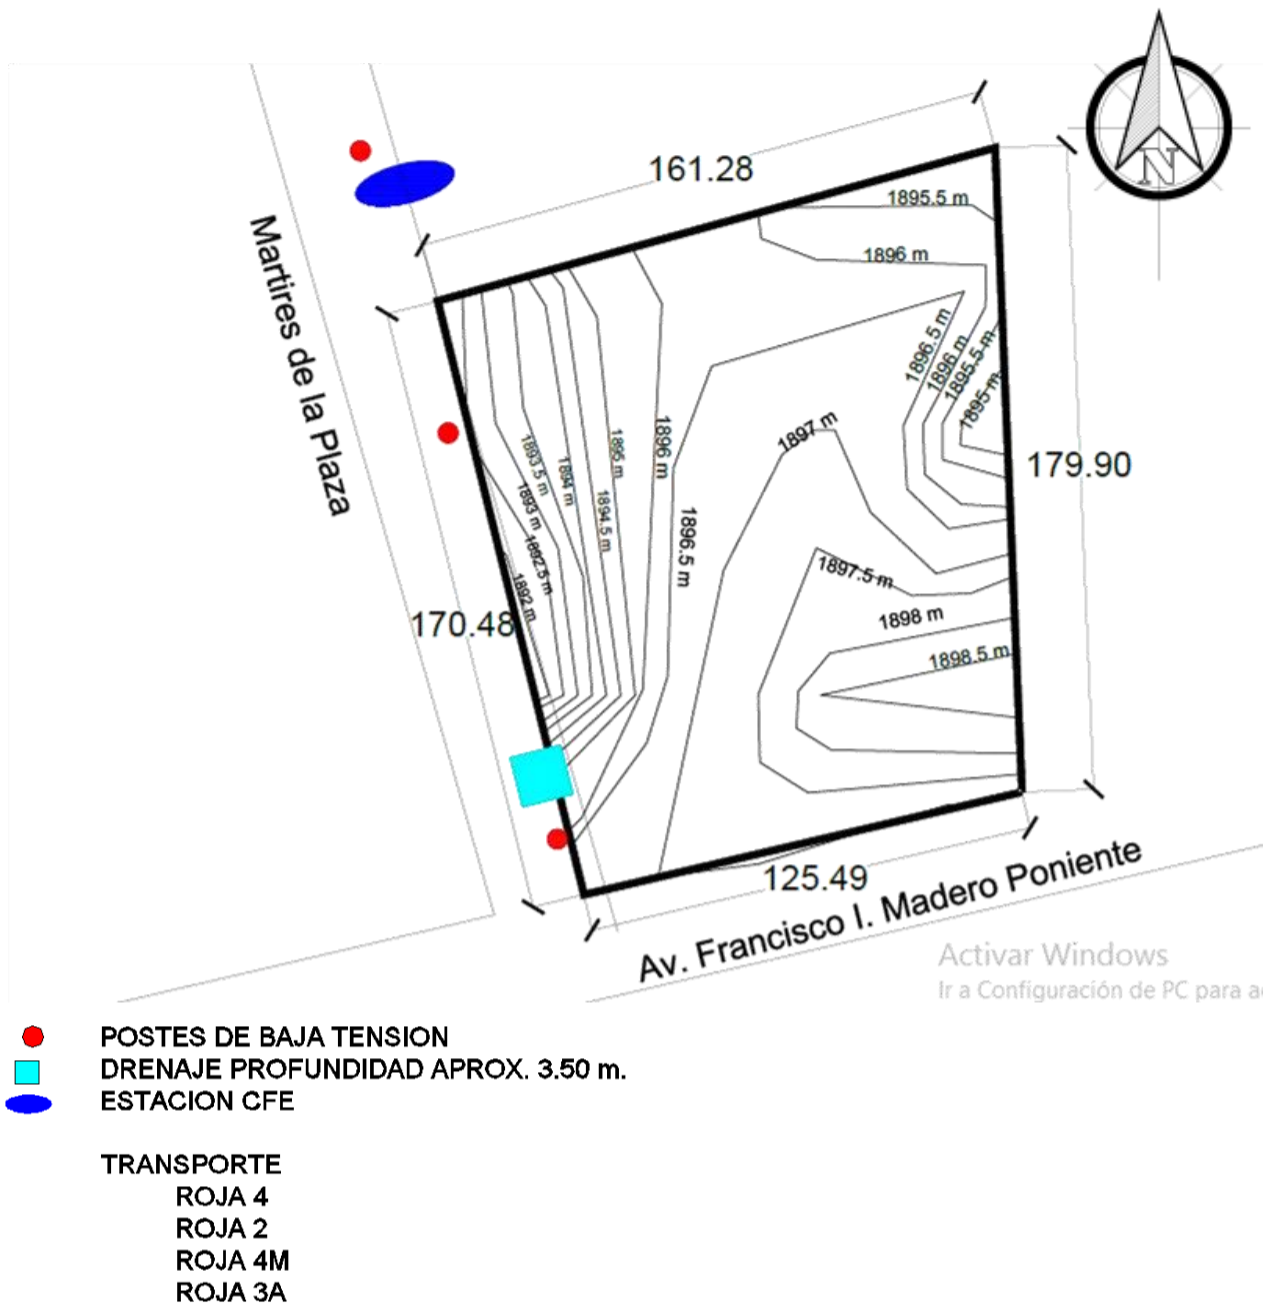 N
161.28
1895.5 m
1896 m
Martires de la Plaza
1896.5 m
1896 m
1895.5 m
1895 m
1897 m
1893.5 m
1894 m
1895 m
1896 m
179.90
1893 m
1894.5 m
1896.5 m
1892.5 m
1892 m
1897.5 m
170.48
1898 m
1898.5 m
125.49
Av. Francisco I. Madero Poniente
Activar Windows
Ir a Configuración de PC para a
POSTES DE BAJA TENSION
DRENAJE PROFUNDIDAD APROX. 3.50 m.
ESTACION CFE
TRANSPORTE
ROJA 4
ROJA 2
ROJA 4M
ROJA 3A